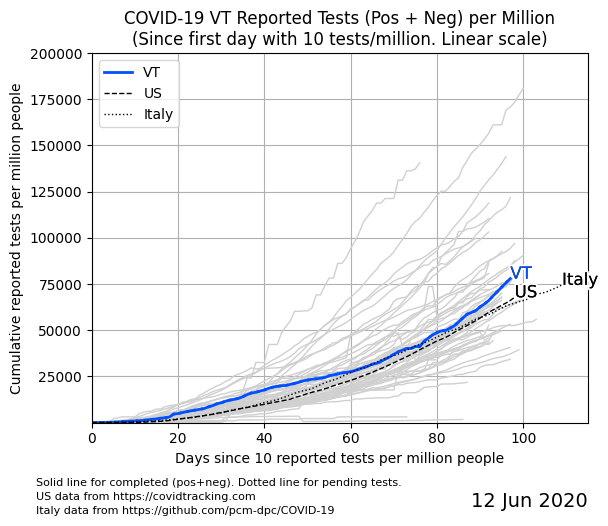 COVID-19 VT Reported Tests (Pos + Neg) per Million
(Since first day with 10 tests/million. Linear scale)
Cumulative reported tests per million people
200000
175000
150000
125000
100000
75000
50000
25000
VT
US
Italy
VT
US
Italy
0
20
40
60
80
100
Days since 10 reported tests per million people
Solid line for completed (pos+neg). Dotted line for pending tests.
US data from https://covidtracking.com
Italy data from https://github.com/pcm-dpc/COVID-19
12 Jun 2020